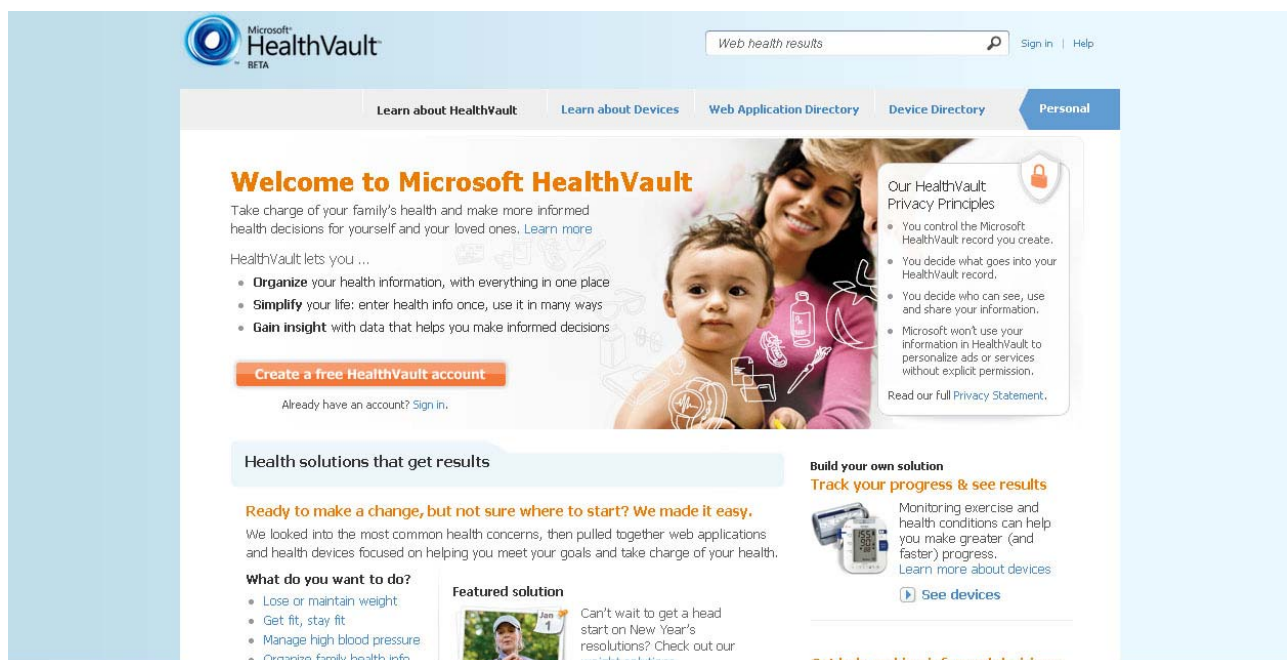 Microsoft
HealthVault
BETA
Web health results
Sign in | Help
Learn about HealthVault
Learn about Devices
Web Application Directory
Device Directory
Personal
Welcome to Microsoft HealthVault
Take charge of your family's health and make more informed
health decisions for yourself and your loved ones. Learn more
HealthVault lets you ...
Organize your health information, with everything in one place
Simplify your life: enter health info once, use it in many ways
Gain insight with data that helps you make informed decisions
Create a free HealthVault account
Already have an account? Sign in.
Our HealthVault
Privacy Principles
You control the Microsoft
HealthVault record you create.
You decide what goes into your
HealthVault record.
You decide who can see, use
and share your information.
Microsoft won't use your
information in HealthVault to
personalize ads or services
without explicit permission.
Read our full Privacy Statement.
Health solutions that get results
Ready to make a change, but not sure where to start? We made it easy.
We looked into the most common health concerns, then pulled together web applications
and health devices focused on helping you meet your goals and take charge of your health.
What do you want to do?
Lose or maintain weight
Get fit, stay fit
Manage high blood pressure
Organize family health info
Featured solution
Jan
1
Can't wait to get a head
start on New Year's
resolutions? Check out our
Build your own solution
Track your progress & see results
Monitoring exercise and
health conditions can help
you make greater (and
faster) progress.
Learn more about devices
See devices